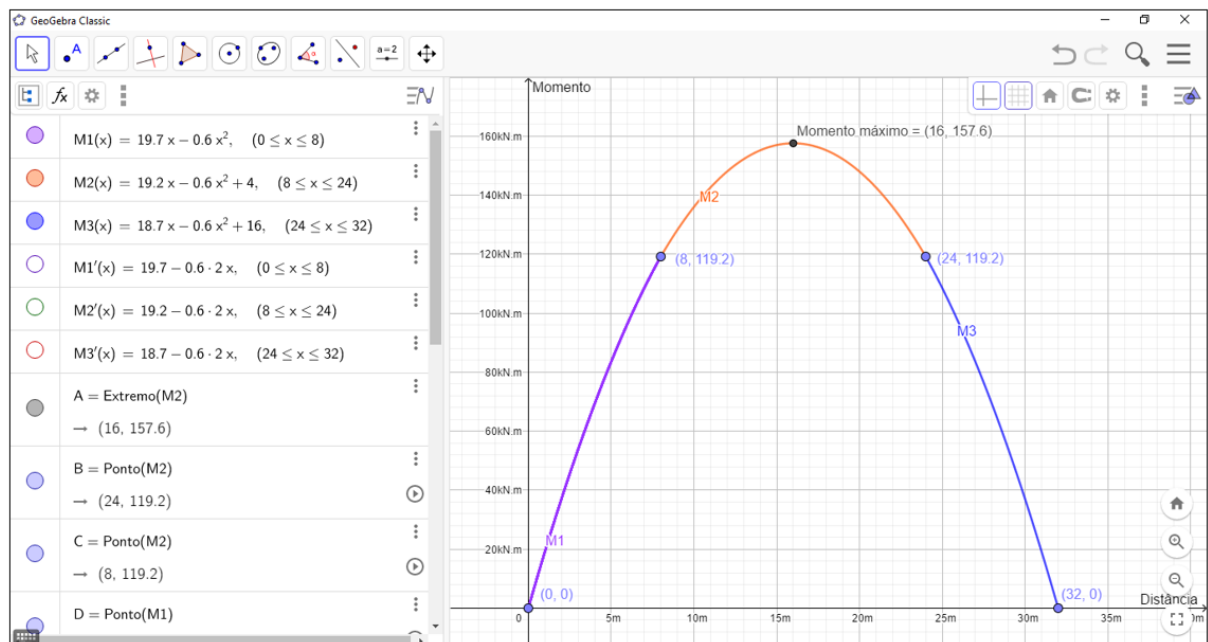 GeoGebra Classic
A
a=2
fx
M1(x) = 19.7 x − 0.6 x², (0 ≤ x ≤ 8)
M2(x) = 19.2 x − 0.6 x² + 4, (8 ≤ x ≤ 24)
M3(x) = 18.7 x − 0.6 x² + 16, (24 ≤ x ≤ 32)
M1′(x) = 19.7 − 0.6 · 2 x, (0 ≤ x ≤ 8)
M2′(x) = 19.2 − 0.6 · 2 x, (8 ≤ x ≤ 24)
M3′(x) = 18.7 − 0.6 · 2 x, (24 ≤ x ≤ 32)
A = Extremo(M2)
→ (16, 157.6)
B = Ponto(M2)
→ (24, 119.2)
C = Ponto(M2)
→ (8, 119.2)
D = Ponto(M1)
Momento
160kN.m
Momento máximo = (16, 157.6)
140kN.m
M2
120kN.m
(8, 119.2)
(24, 119.2)
100kN.m
M3
80kN.m
60kN.m
40kN.m
20kN.m
M1
(0, 0)
(32, 0)
Distância
0
5m
10m
15m
20m
25m
30m
35m